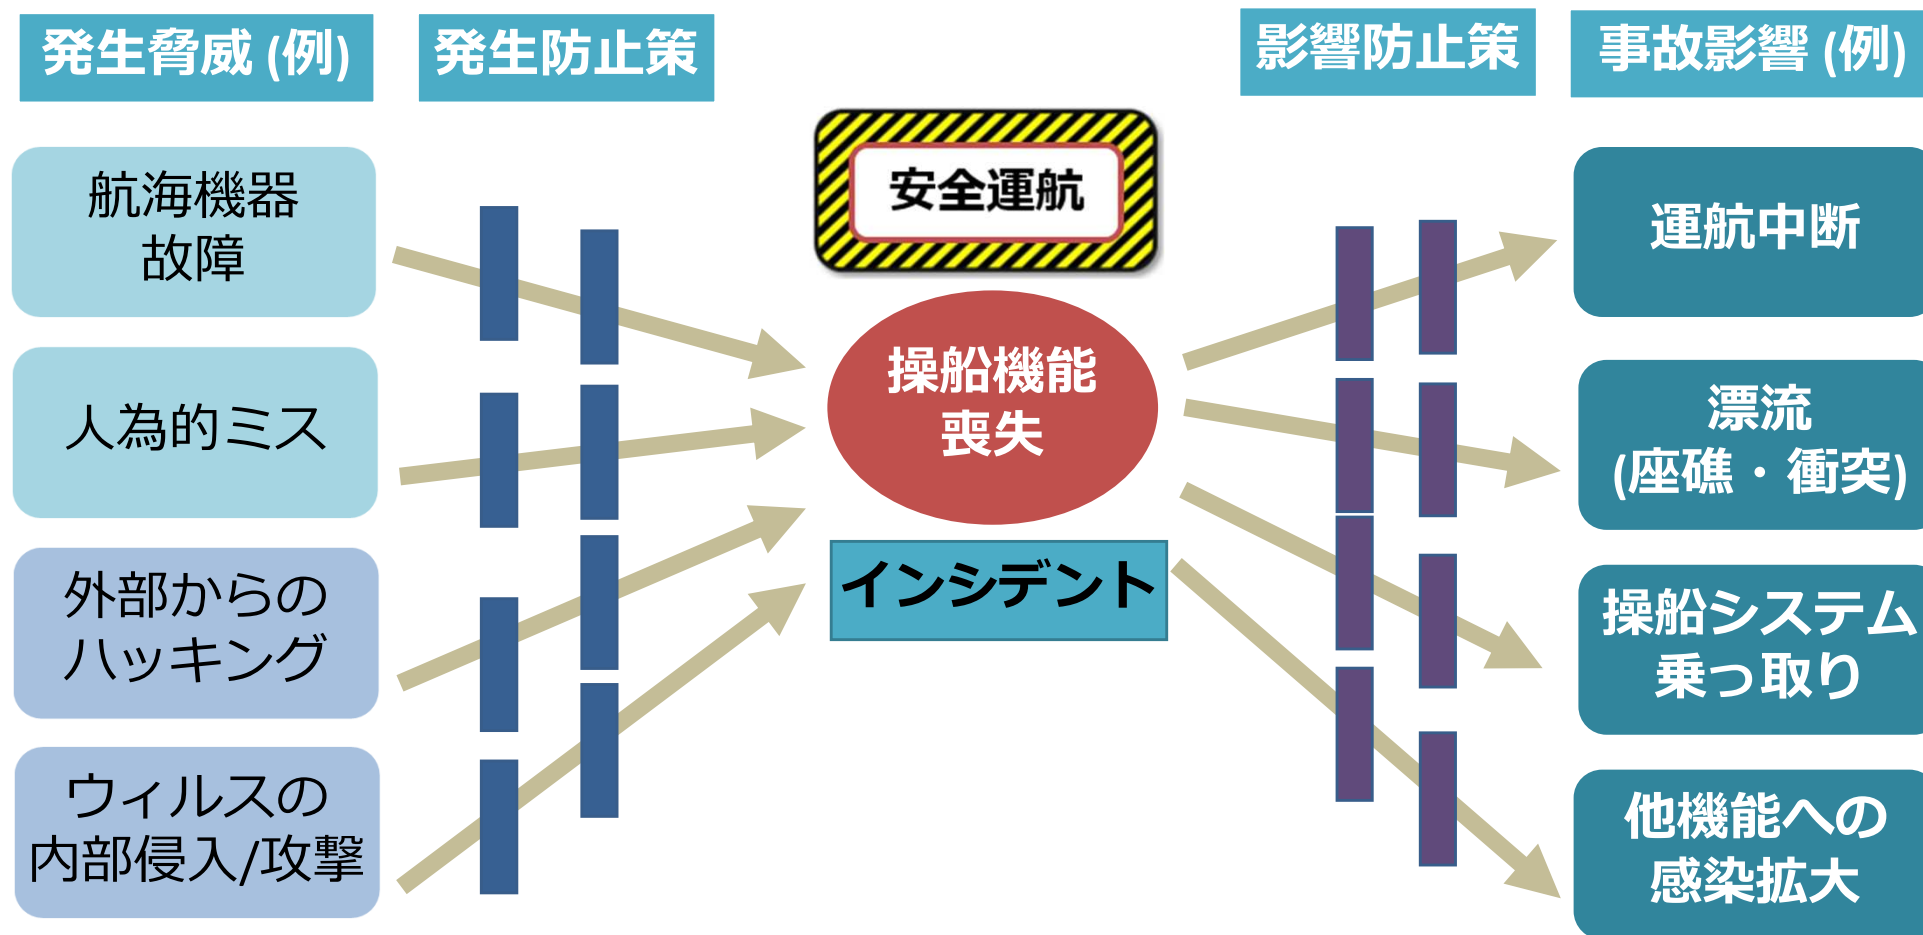 発生脅威 (例)
発生防止策
影響防止策
事故影響 (例)
航海機器
故障
人為的ミス
外部からの
ハッキング
ウィルスの
内部侵入/攻撃
安全運航
操船機能
喪失
インシデント
運航中断
漂流
(座礁・衝突)
操船システム
乗っ取り
他機能への
感染拡大